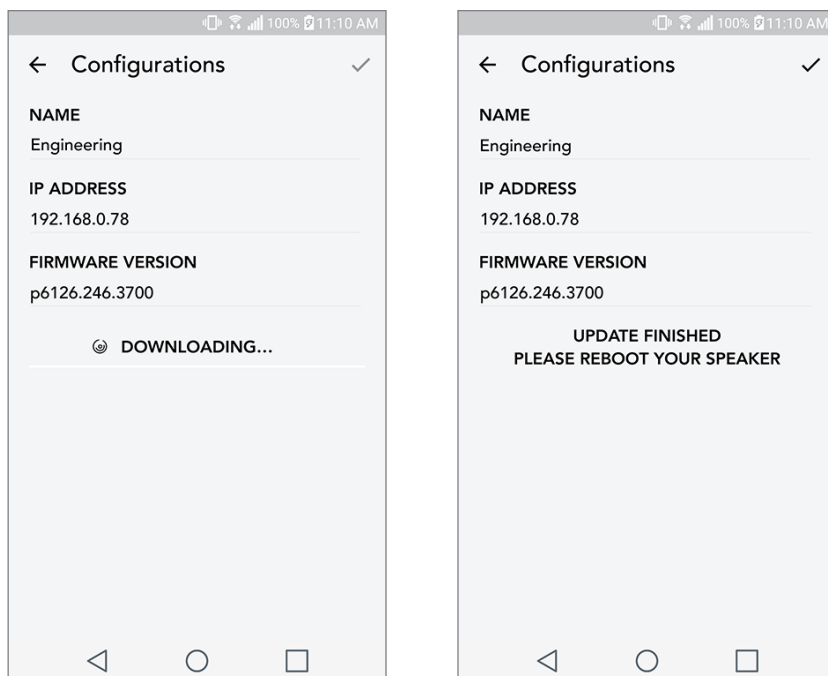 100% 11:10 AM
Configurations
NAME
Engineering
IP ADDRESS
192.168.0.78
FIRMWARE VERSION
p6126.246.3700
DOWNLOADING...
100% 11:10 AM
Configurations
NAME
Engineering
IP ADDRESS
192.168.0.78
FIRMWARE VERSION
p6126.246.3700
UPDATE FINISHED
PLEASE REBOOT YOUR SPEAKER